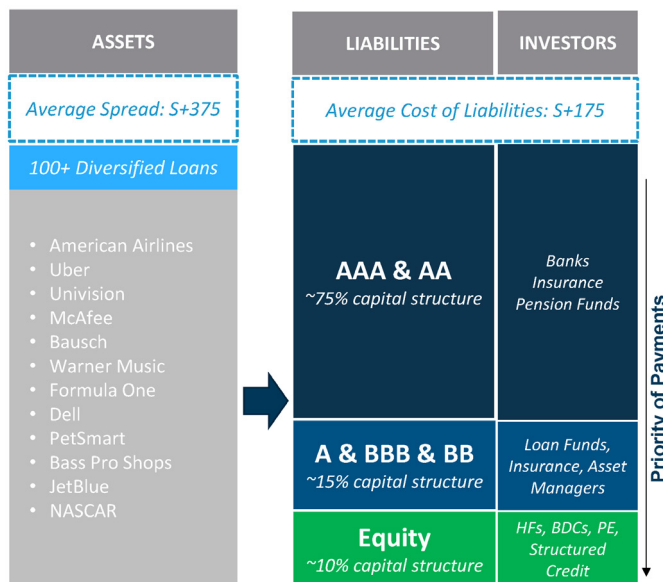 ASSETS
Average Spread: S+375
100+ Diversified Loans
• American Airlines
• Uber
• Univision
• McAfee
• Bausch
• Warner Music
• Formula One
• Dell
• PetSmart
• Bass Pro Shops
• JetBlue
• NASCAR
LIABILITIES
INVESTORS
Average Cost of Liabilities: S+175
AAA & AA
~75% capital structure
Banks
Insurance
Pension Funds
A & BBB & BB
~15% capital structure
Loan Funds,
Insurance, Asset
Managers
Equity
~10% capital structure
HFs, BDCs, PE,
Structured
Credit
Priority of Payments